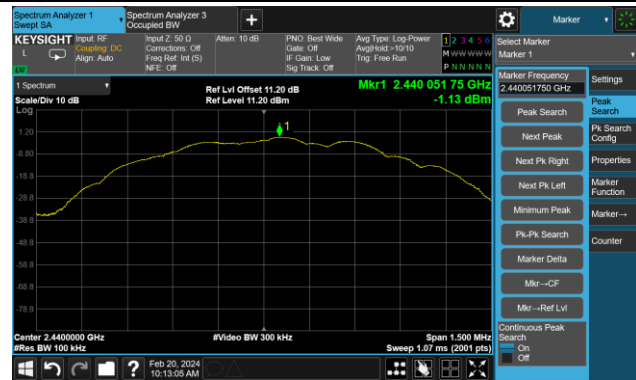 Spectrum Analyzer 1
Swept SA
Spectrum Analyzer 3
Occupied BW
+
Marker
KEYSIGHT
L
LW
Input: RF
Coupling: DC
Align: Auto
Input Z: 50 Ω
Corrections: Off
Freq Ref: Int (S)
NFE: Off
Atten: 10 dB
PNO: Best Wide
Gate: Off
IF Gain: Low
Sig Track: Off
Avg Type: Log-Power
Avg|Hold:>10/10
Trig: Free Run
1 2 3 4 5 6
M W W W W W
P N N N N N
Select Marker
Marker 1
1 Spectrum
Scale/Div 10 dB
Log
Ref Lvl Offset 11.20 dB
Ref Level 11.20 dBm
Mkr1 2.440 051 75 GHz
-1.13 dBm
1
1.20
-8.80
-18.8
-28.8
-38.8
-48.8
-58.8
-68.8
-78.8
Center 2.4400000 GHz
#Res BW 100 kHz
#Video BW 300 kHz
Span 1.500 MHz
Sweep 1.07 ms (2001 pts)
Marker Frequency
2.440051750 GHz
Peak Search
Next Peak
Next Pk Right
Next Pk Left
Minimum Peak
Pk-Pk Search
Marker Delta
Mkr→CF
Mkr→Ref Lvl
Continuous Peak
Search
On
Off
Settings
Peak
Search
Pk Search
Config
Properties
Marker
Function
Marker→
Counter
?
Feb 20, 2024
10:13:05 AM